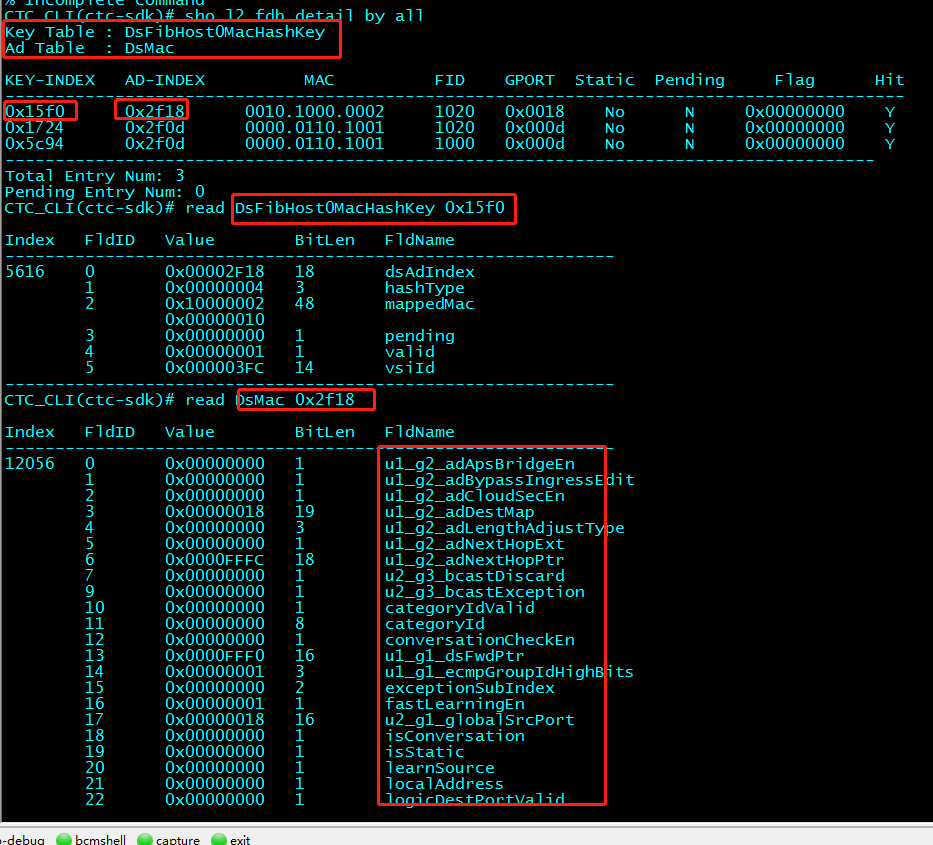 % Incomplete command
CTC_CLI(ctc-sdk)# sho l2 fdb detail by all
Key Table : DsFibHost0MacHashKey
Ad Table  : DsMac
KEY-INDEX   AD-INDEX          MAC          FID   GPORT  Static  Pending     Flag      Hit
-------------------------------------------------------------------------------------------
0x15f0      0x2f18      0010.1000.0002   1020  0x0018    No      N     0x00000000    Y
0x1724      0x2f0d      0000.0110.1001   1020  0x000d    No      N     0x00000000    Y
0x5c94      0x2f0d      0000.0110.1001   1000  0x000d    No      N     0x00000000    Y
---------------------------------------------------------------------------------------
Total Entry Num: 3
Pending Entry Num: 0
CTC_CLI(ctc-sdk)# read DsFibHost0MacHashKey 0x15f0
Index   FldID   Value        BitLen   FldName
-------------------------------------------------------------
5616    0       0x00002F18   18       dsAdIndex
1       0x00000004   3        hashType
2       0x10000002   48       mappedMac
0x00000010
3       0x00000000   1        pending
4       0x00000001   1        valid
5       0x000003FC   14       vsiId
-------------------------------------------------------------
CTC_CLI(ctc-sdk)# read DsMac 0x2f18
Index   FldID   Value        BitLen   FldName
-------------------------------------------------------------
12056   0       0x00000000   1        u1_g2_adApsBridgeEn
1       0x00000000   1        u1_g2_adBypassIngressEdit
2       0x00000000   1        u1_g2_adCloudSecEn
3       0x00000018   19       u1_g2_adDestMap
4       0x00000000   3        u1_g2_adLengthAdjustType
5       0x00000000   1        u1_g2_adNextHopExt
6       0x0000FFFC   18       u1_g2_adNextHopPtr
7       0x00000000   1        u2_g3_bcastDiscard
9       0x00000000   1        u2_g3_bcastException
10      0x00000000   1        categoryIdValid
11      0x00000000   8        categoryId
12      0x00000000   1        conversationCheckEn
13      0x0000FFF0   16       u1_g1_dsFwdPtr
14      0x00000001   3        u1_g1_ecmpGroupIdHighBits
15      0x00000000   2        exceptionSubIndex
16      0x00000001   1        fastLearningEn
17      0x00000018   16       u2_g1_globalSrcPort
18      0x00000000   1        isConversation
19      0x00000000   1        isStatic
20      0x00000000   1        learnSource
21      0x00000000   1        localAddress
22      0x00000000   1        logicDestPortValid
-debug bcmshell capture exit